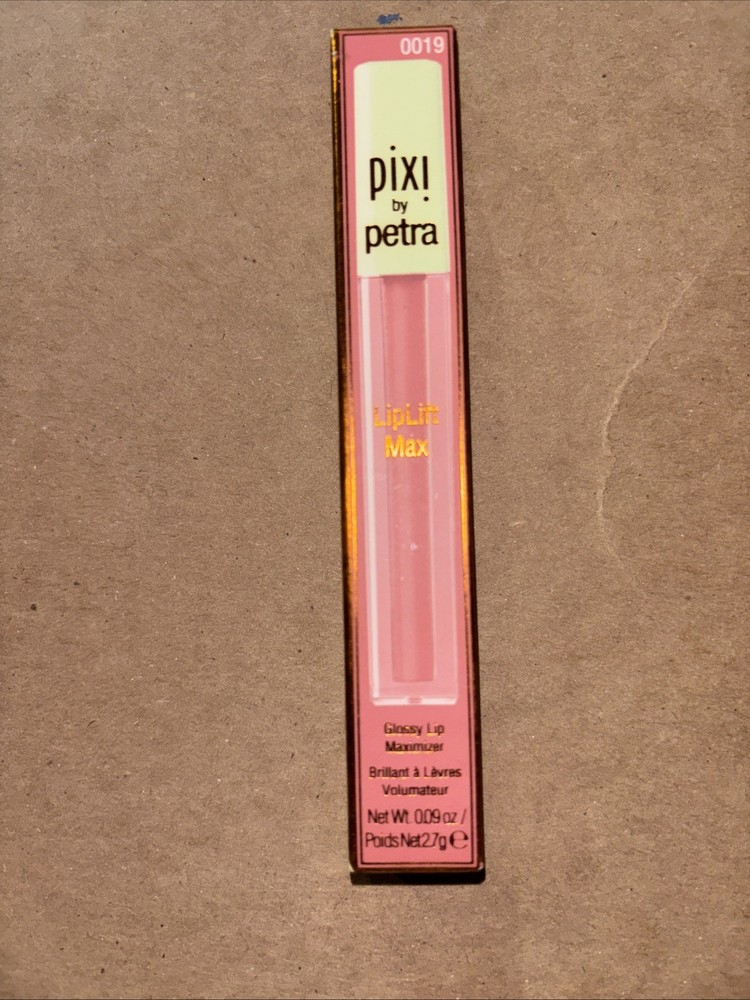 0019
pixi
by
petra
LipLift
Max
Glossy Lip
Maximizer
Brillant à Lèvres
Volumateur
Net Wt. 0.09 oz /
Poids Net 2.7g ℮